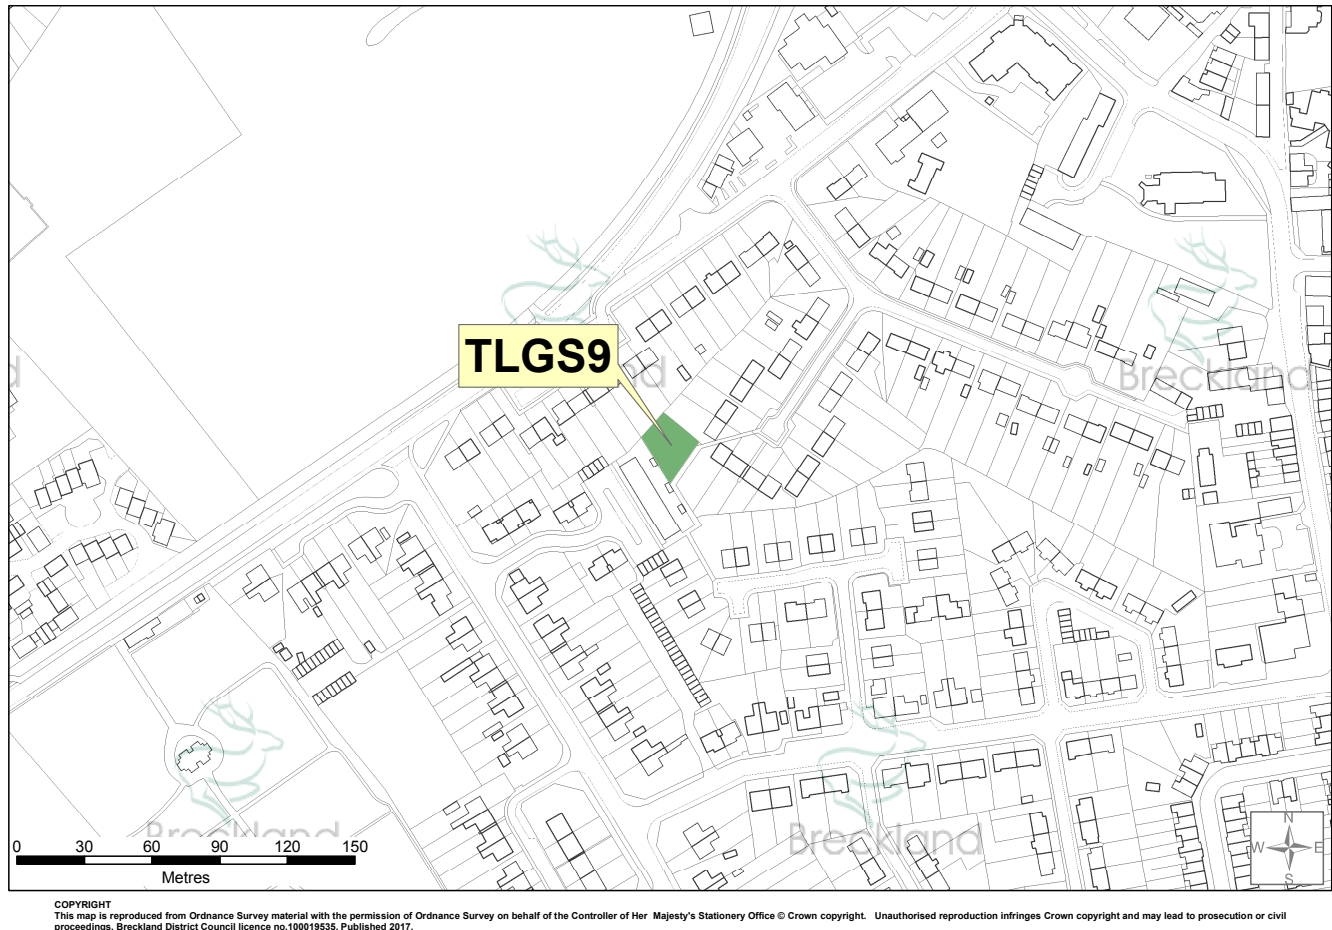 TLGS9
Breckland
Breckland
Breckland
0 30 60 90 120 150
Metres
N
W E
S
COPYRIGHT
This map is reproduced from Ordnance Survey material with the permission of Ordnance Survey on behalf of the Controller of Her Majesty's Stationery Office © Crown copyright. Unauthorised reproduction infringes Crown copyright and may lead to prosecution or civil
proceedings. Breckland District Council licence no.100019535. Published 2017.